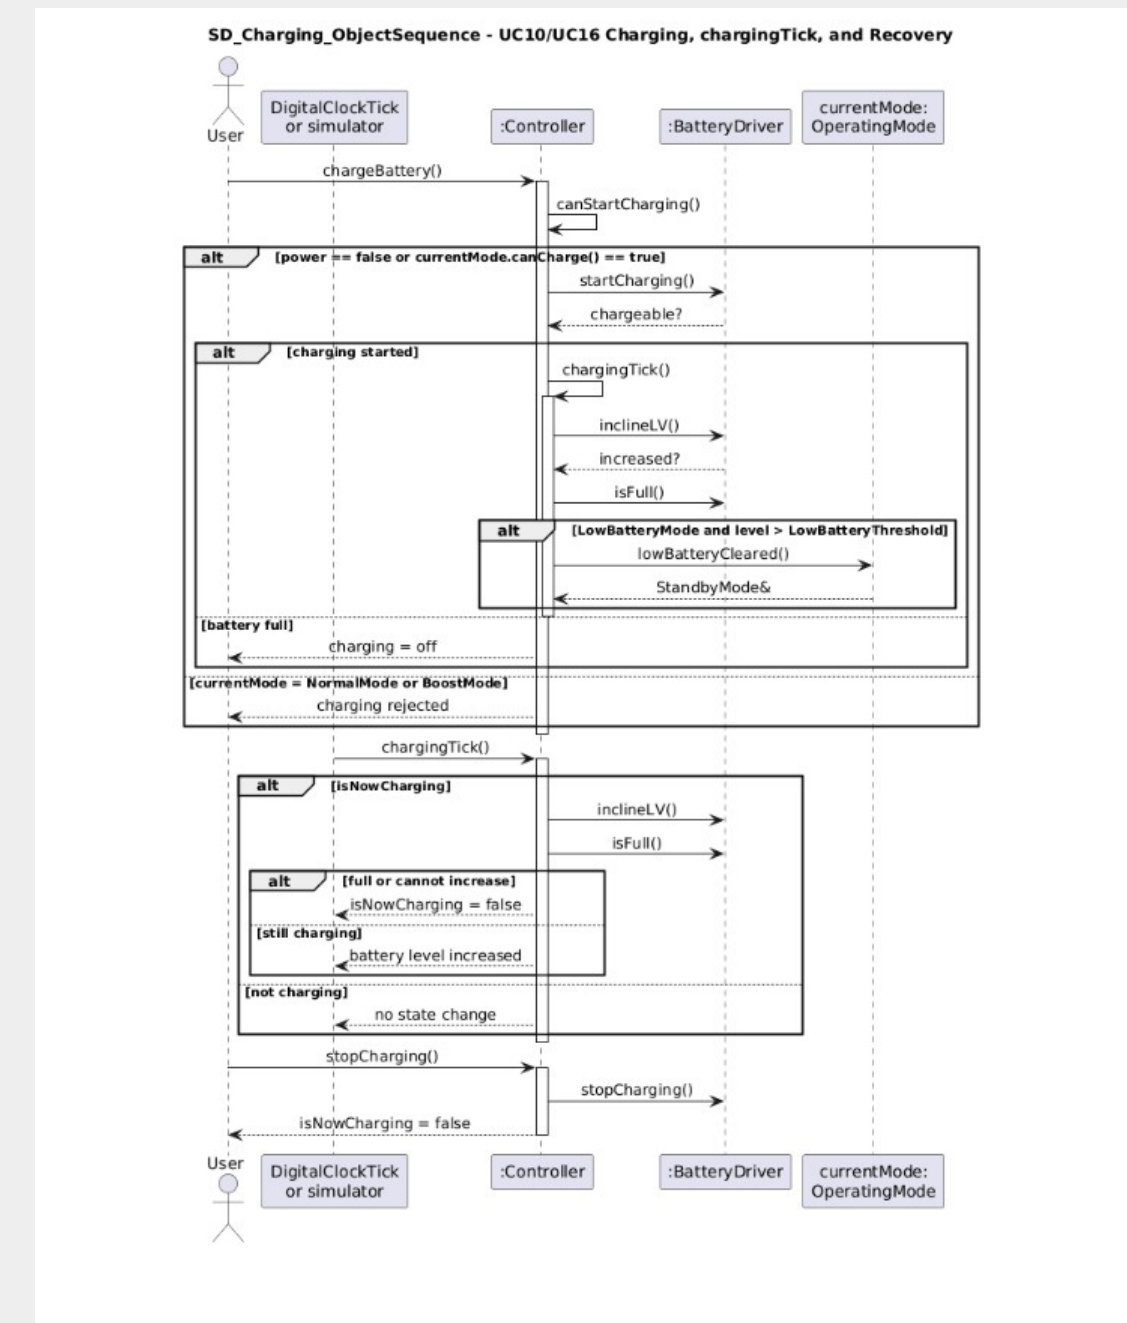 SD_Charging_ObjectSequence - UC10/UC16 Charging, chargingTick, and Recovery
User
DigitalClockTick
or simulator
:Controller
:BatteryDriver
currentMode:
OperatingMode
chargeBattery()
canStartCharging()
alt
[power == false or currentMode.canCharge() == true]
startCharging()
chargeable?
alt
[charging started]
chargingTick()
inclineLV()
increased?
isFull()
alt
[LowBatteryMode and level > LowBatteryThreshold]
lowBatteryCleared()
StandbyMode&
[battery full]
charging = off
[currentMode = NormalMode or BoostMode]
charging rejected
chargingTick()
alt
[isNowCharging]
inclineLV()
isFull()
alt
[full or cannot increase]
isNowCharging = false
[still charging]
battery level increased
[not charging]
no state change
stopCharging()
stopCharging()
isNowCharging = false
User
DigitalClockTick
or simulator
:Controller
:BatteryDriver
currentMode:
OperatingMode